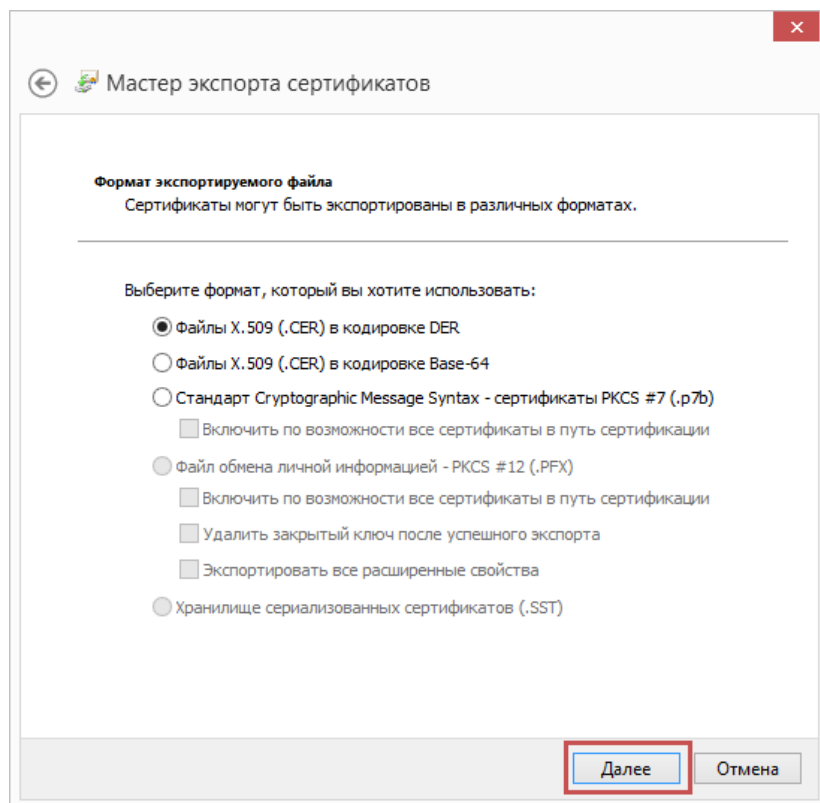 Мастер экспорта сертификатов
Формат экспортируемого файла
Сертификаты могут быть экспортированы в различных форматах.
Выберите формат, который вы хотите использовать:
Файлы X.509 (.CER) в кодировке DER
Файлы X.509 (.CER) в кодировке Base-64
Стандарт Cryptographic Message Syntax - сертификаты PKCS #7 (.p7b)
Включить по возможности все сертификаты в путь сертификации
Файл обмена личной информацией - PKCS #12 (.PFX)
Включить по возможности все сертификаты в путь сертификации
Удалить закрытый ключ после успешного экспорта
Экспортировать все расширенные свойства
Хранилище сериализованных сертификатов (.SST)
Далее Отмена